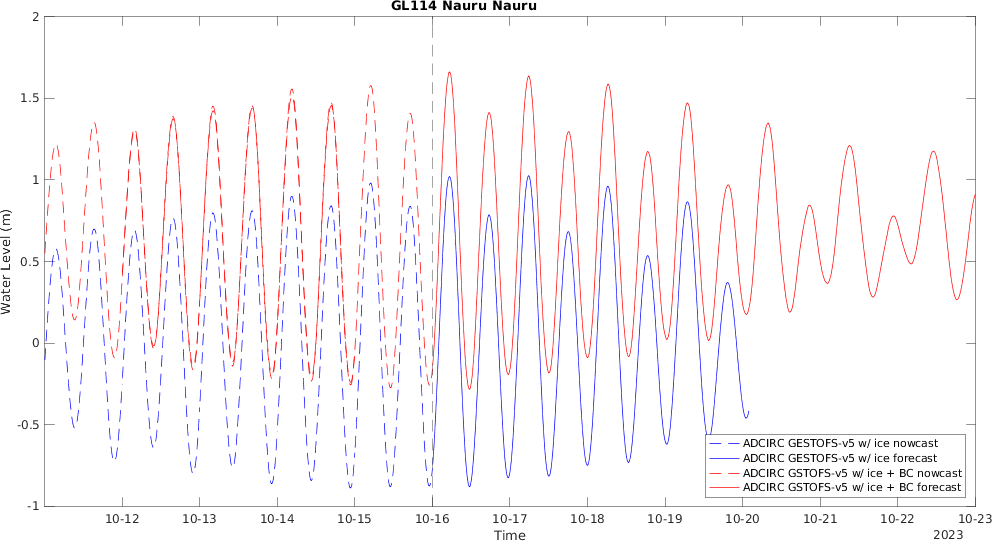 GL114 Nauru Nauru
2
1.5
1
0.5
0
-0.5
-1
Water Level (m)
10-12
10-13
10-14
10-15
10-16
10-17
10-18
10-19
10-20
10-21
10-22
10-23
2023
Time
ADCIRC GESTOFS-v5 w/ ice nowcast
ADCIRC GESTOFS-v5 w/ ice forecast
ADCIRC GSTOFS-v5 w/ ice + BC nowcast
ADCIRC GSTOFS-v5 w/ ice + BC forecast